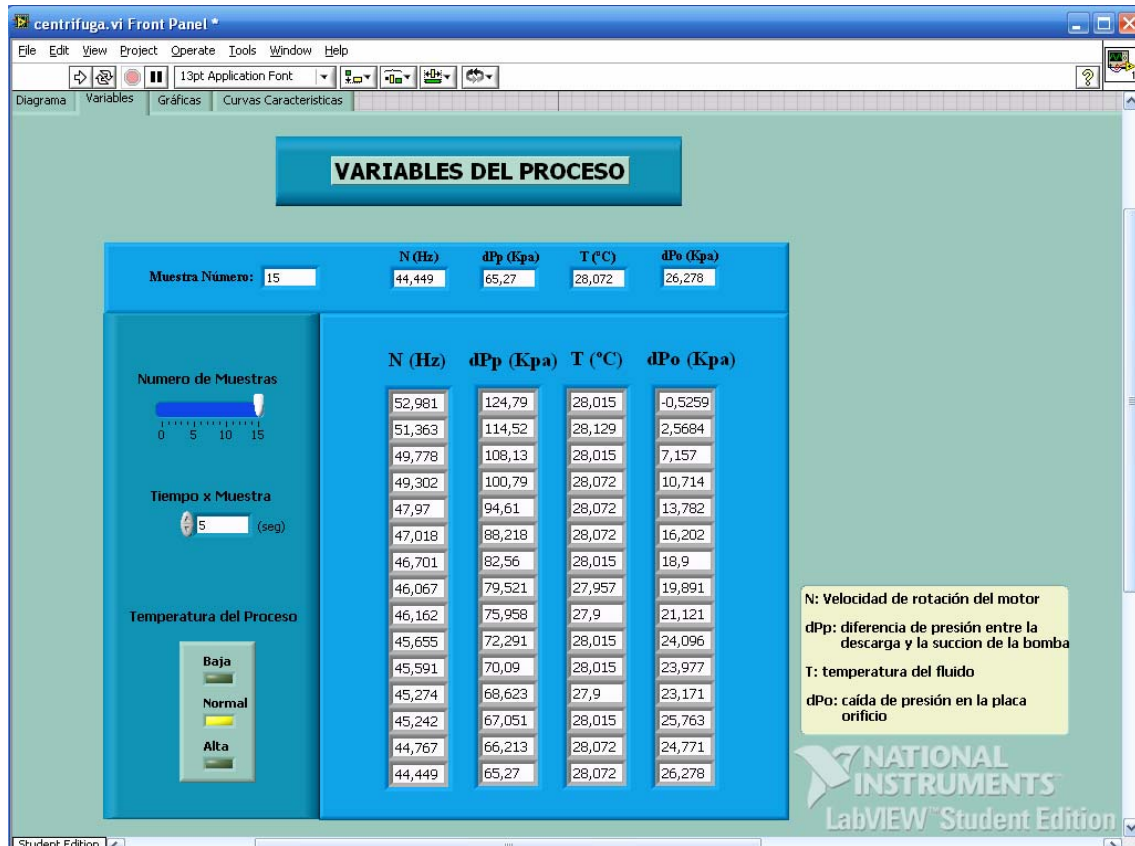 centrifuga.vi Front Panel *
File Edit View Project Operate Tools Window Help
13pt Application Font
Diagrama Variables Gráficas Curvas Caracteristicas
VARIABLES DEL PROCESO
N (Hz) dPp (Kpa) T (ºC) dPo (Kpa)
Muestra Número: 15 44,449 65,27 28,072 26,278
N (Hz) dPp (Kpa) T (ºC) dPo (Kpa)
52,981 124,79 28,015 -0,5259
51,363 114,52 28,129 2,5684
49,778 108,13 28,015 7,157
49,302 100,79 28,072 10,714
47,97 94,61 28,072 13,782
47,018 88,218 28,072 16,202
46,701 82,56 28,015 18,9
46,067 79,521 27,957 19,891
46,162 75,958 27,9 21,121
45,655 72,291 28,015 24,096
45,591 70,09 28,015 23,977
45,274 68,623 27,9 23,171
45,242 67,051 28,015 25,763
44,767 66,213 28,072 24,771
44,449 65,27 28,072 26,278
Numero de Muestras
0 5 10 15
Tiempo x Muestra
5 (seg)
Temperatura del Proceso
Baja
Normal
Alta
N: Velocidad de rotación del motor
dPp: diferencia de presión entre la
descarga y la succion de la bomba
T: temperatura del fluido
dPo: caída de presión en la placa
orificio
NATIONAL
INSTRUMENTS
LabVIEW™ Student Edition
Student Edition